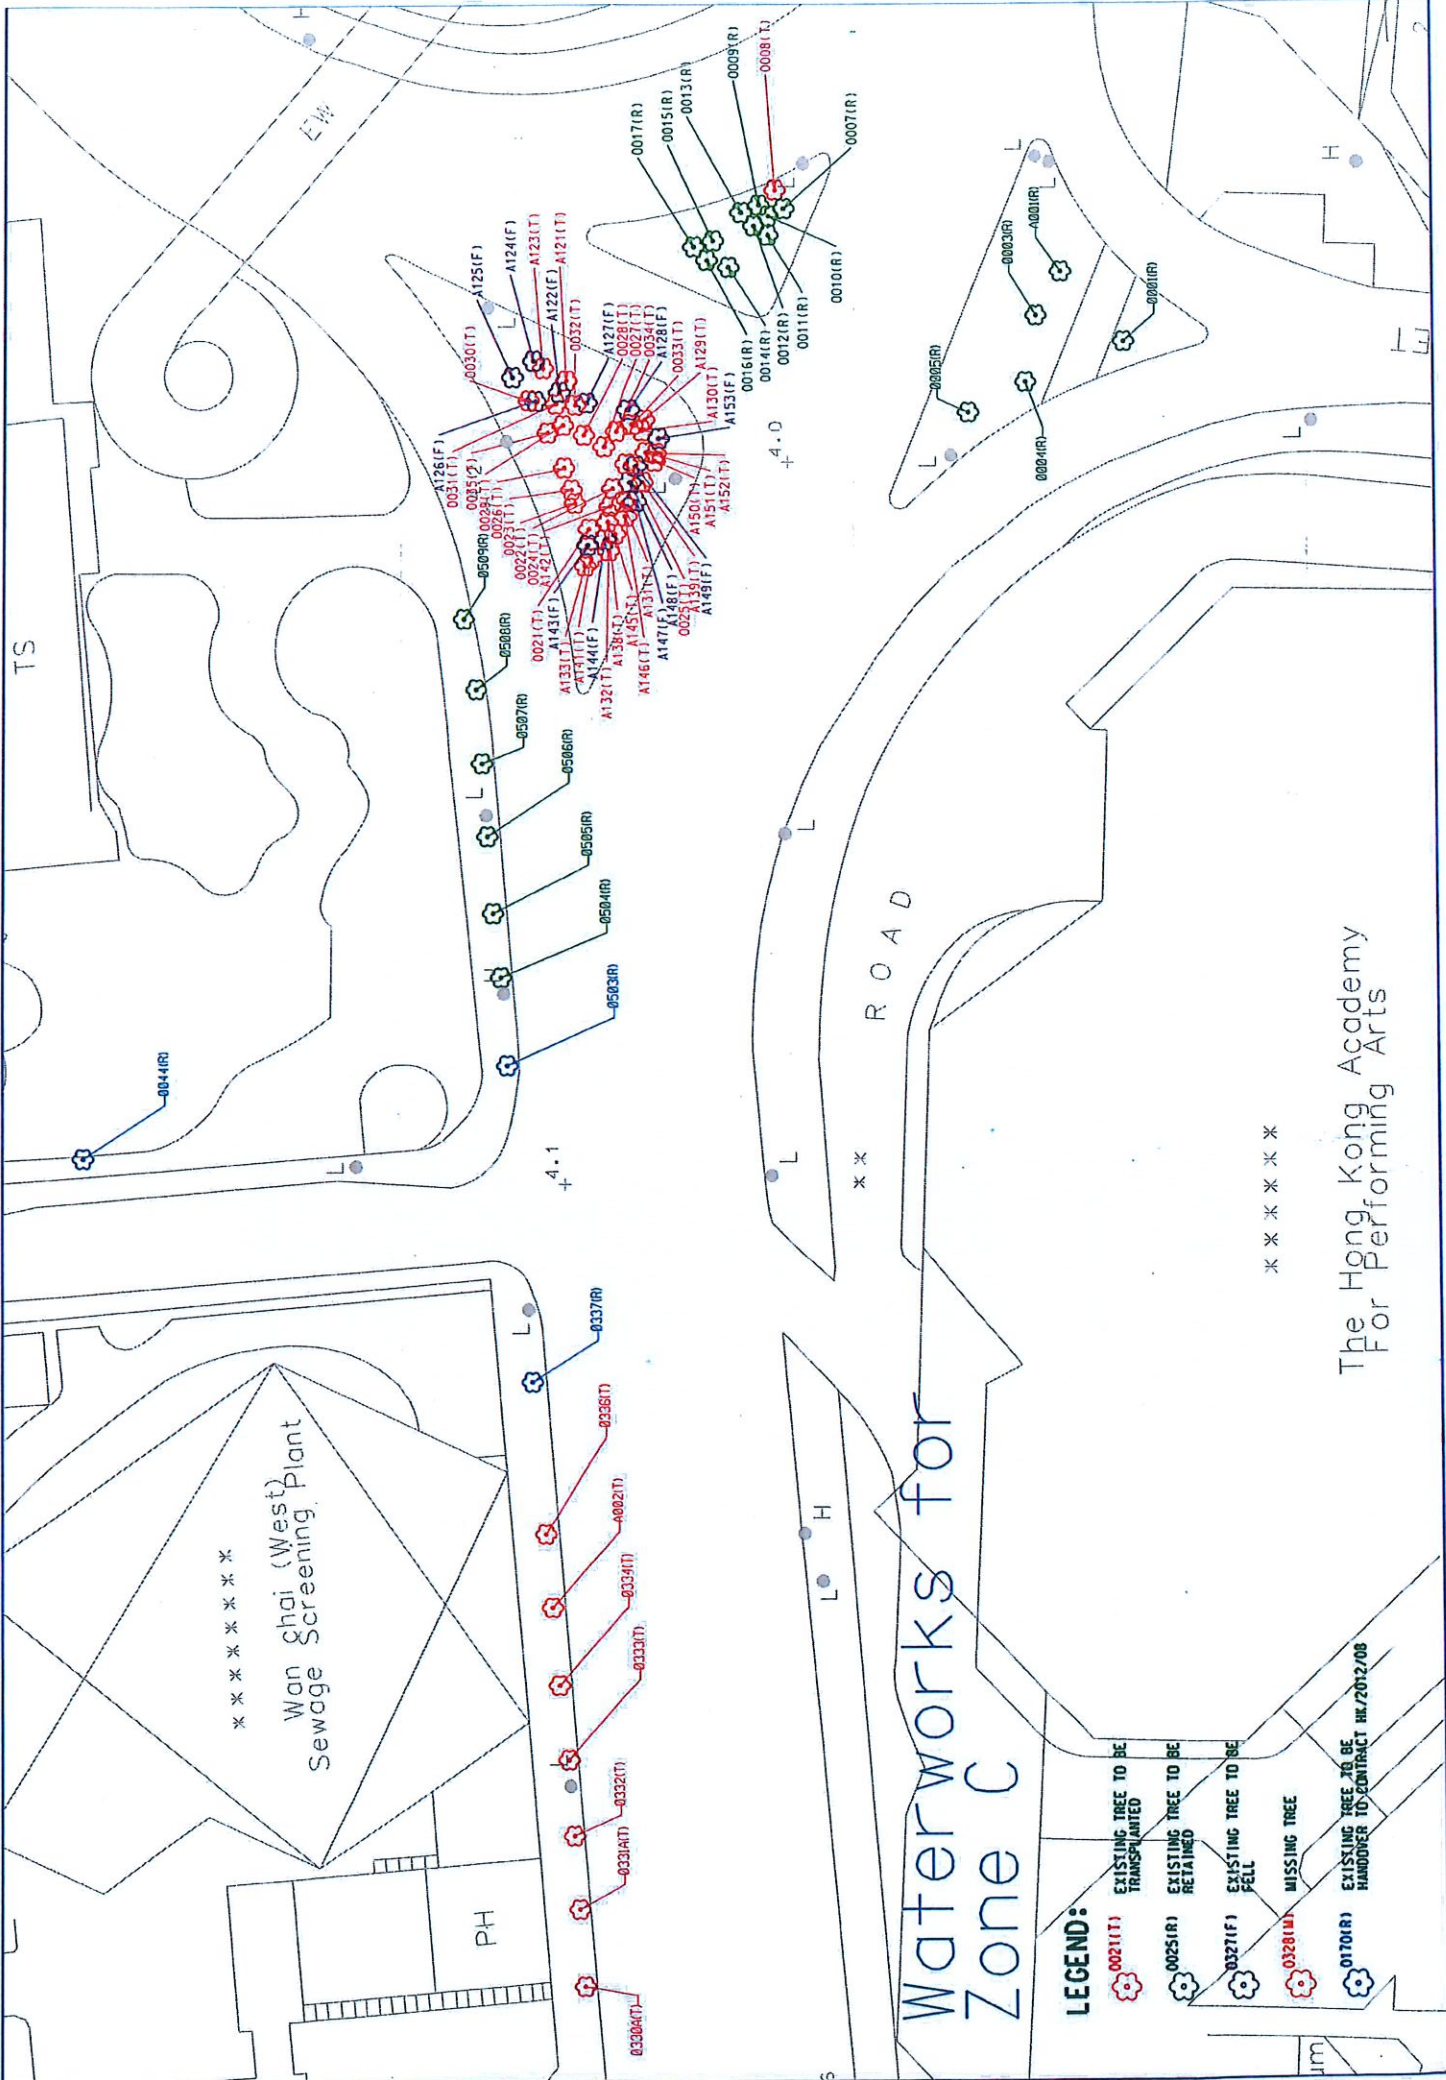 TS
EW
H
0044(R)
L
+4.1
0509(R)
0508(R)
0507(R)
L
0506(R)
0505(R)
0504(R)
0503(R)
A125(F)
A124(F)
A123(T)
A122(F)
A121(T)
0030(T)
0032(T)
L
A127(F)
0028(T)
0027(T)
0034(T)
A128(F)
0033(T)
A129(T)
A130(T)
A153(F)
A126(F)
0031(T)
0026(T)
0023(T)
0022(T)
0024(T)
A142(T)
0021(T)
A143(F)
A133(T)
A141(T)
A144(F)
A132(T)
A138(T)
A145(T)
A146(T)
A131(T)
A147(F)
A148(F)
0025(T)
A139(T)
A149(F)
A150(T)
A151(T)
A152(T)
L
+4.0
0017(R)
0015(R)
0013(R)
0009(R)
0008(T)
0007(R)
0010(R)
0011(R)
0012(R)
0014(R)
0016(R)
L
L
L
0003(R)
A001(R)
0001(R)
0005(R)
0004(R)
L
H
L
L
L
ROAD
* *
Wan chai (West)
Sewage Screening Plant
* * * * * * * *
PH
L
0337(R)
0336(T)
A002(T)
0334(T)
0333(T)
0332(T)
0331A(T)
0330A(T)
H
L
* * * * * *
The Hong Kong Academy
For Performing Arts
Waterworks for
Zone C
LEGEND:
0021(T) EXISTING TREE TO BE
TRANSPLANTED
0025(R) EXISTING TREE TO BE
RETAINED
0327(F) EXISTING TREE TO BE
FELL
0328(M) MISSING TREE
0170(R) EXISTING TREE TO BE
HANDOVER TO CONTRACT HK/2012/08